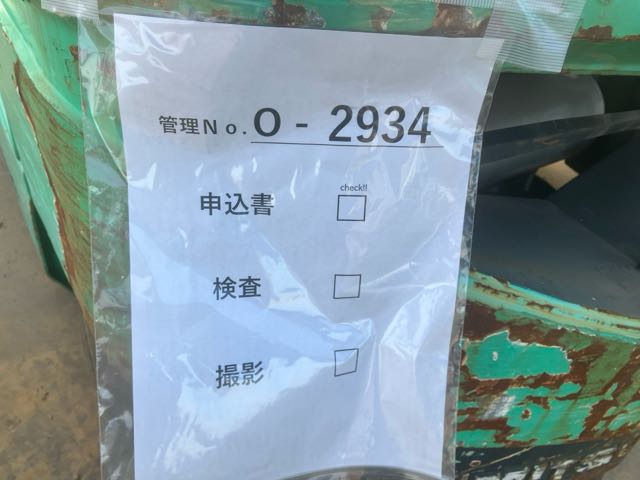 管理No. O - 2934
check!!
申込書 □
検査 □
撮影 □